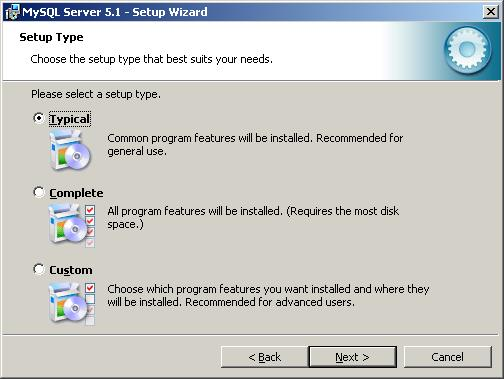 MySQL Server 5.1 - Setup Wizard
Setup Type
Choose the setup type that best suits your needs.
Please select a setup type.
Typical
Common program features will be installed. Recommended for
general use.
Complete
All program features will be installed. (Requires the most disk
space.)
Custom
Choose which program features you want installed and where they
will be installed. Recommended for advanced users.
< Back
Next >
Cancel